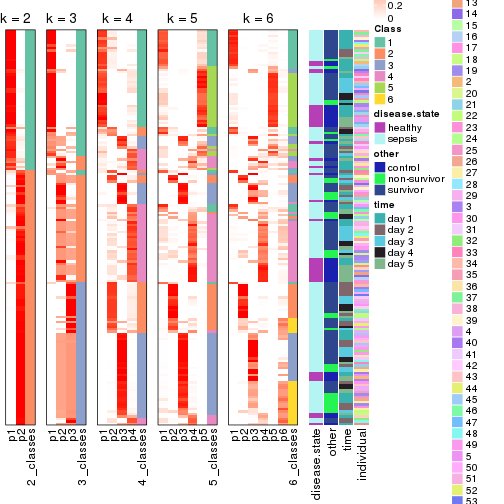 k = 2 k = 3 k = 4 k = 5 k = 6
0.2
0
Class
1
2
3
4
5
6
disease.state
healthy
sepsis
other
control
non-survivor
survivor
time
day 1
day 2
day 3
day 4
day 5
13
14
15
16
17
18
19
2
20
21
22
23
24
25
26
27
28
29
3
30
31
32
33
34
35
36
37
38
39
4
40
41
42
43
44
45
46
47
48
49
5
50
51
52
53
p1
p2
2_classes
p1
p2
p3
3_classes
p1
p2
p3
p4
4_classes
p1
p2
p3
p4
p5
5_classes
p1
p2
p3
p4
p5
p6
6_classes
disease.state
other
time
individual